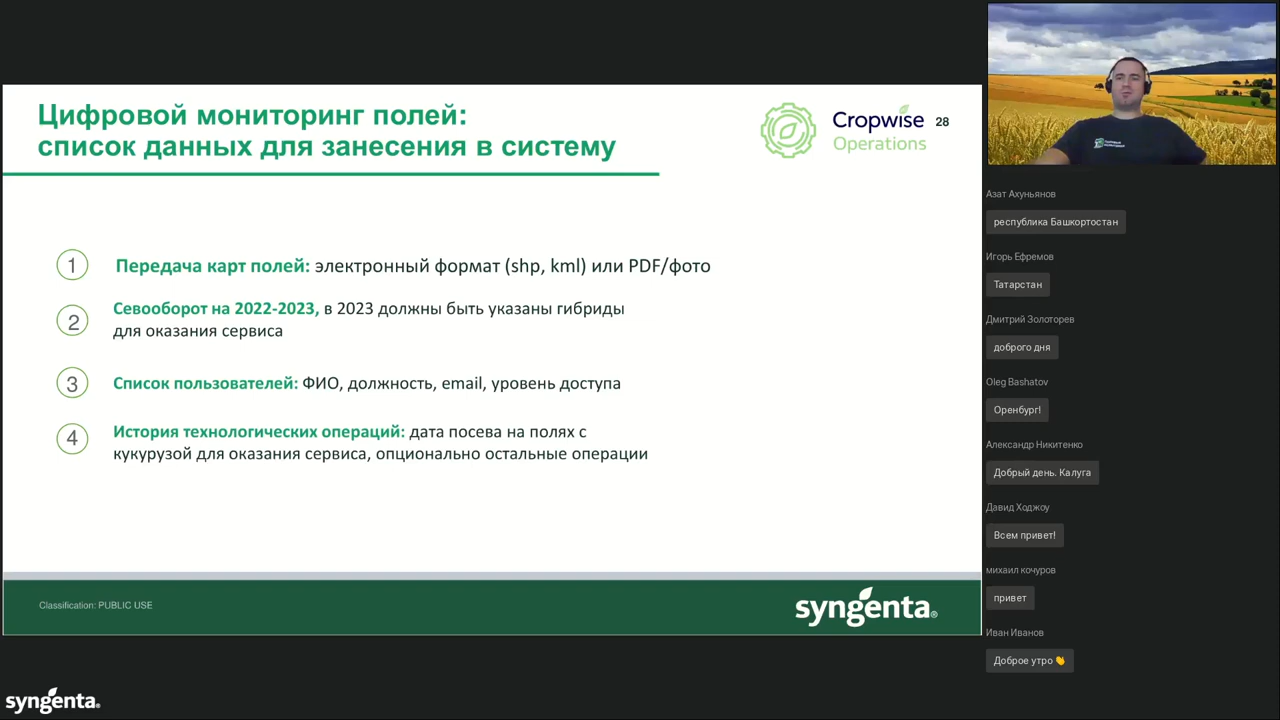 Цифровой мониторинг полей:
список данных для занесения в систему
Cropwise
Operations
28
1
Передача карт полей: электронный формат (shp, kml) или PDF/фото
2
Севооборот на 2022-2023, в 2023 должны быть указаны гибриды
для оказания сервиса
3
Список пользователей: ФИО, должность, email, уровень доступа
4
История технологических операций: дата посева на полях с
кукурузой для оказания сервиса, опционально остальные операции
Classification: PUBLIC USE
syngenta®
syngenta®
Азат Ахуньянов
республика Башкортостан
Игорь Ефремов
Татарстан
Дмитрий Золоторев
доброго дня
Oleg Bashatov
Оренбург!
Александр Никитенко
Добрый день. Калуга
Давид Ходжоу
Всем привет!
михаил кочуров
привет
Иван Иванов
Доброе утро 👏